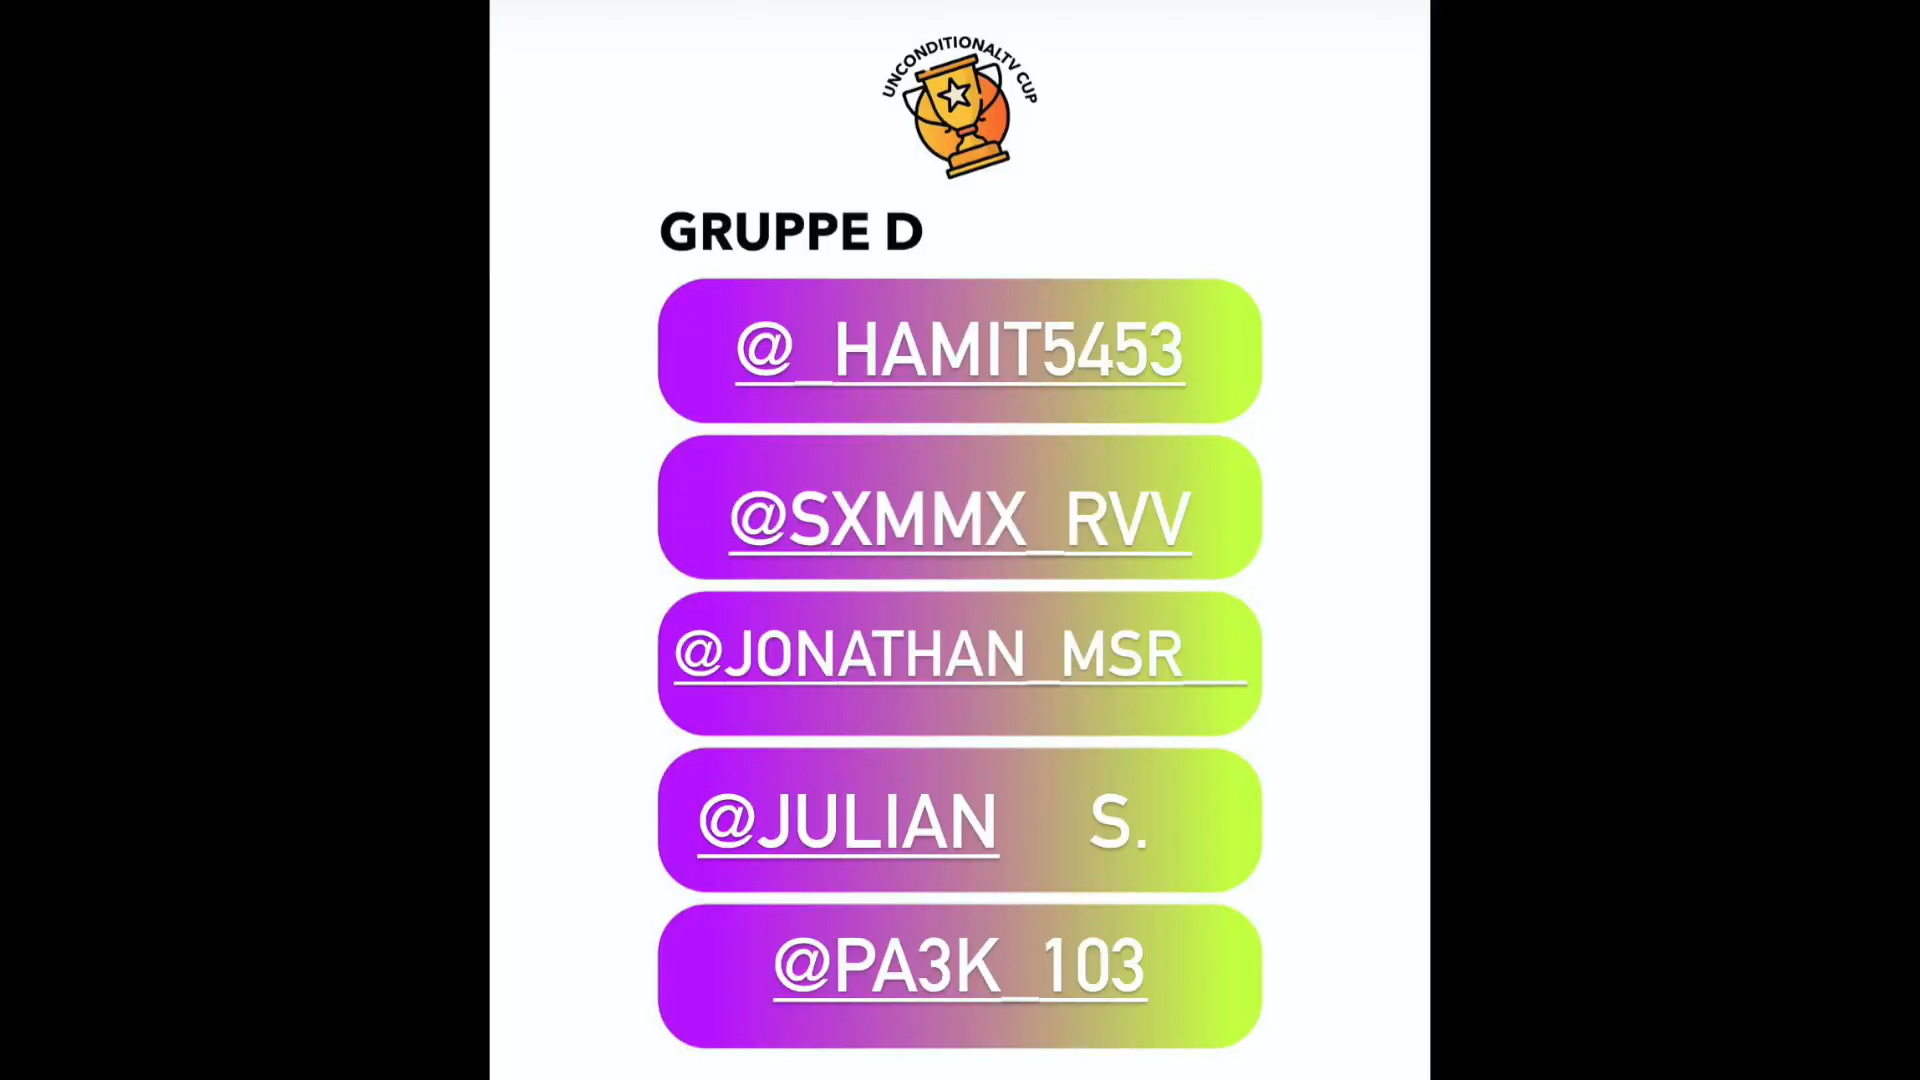 UNCONDITIONALTV CUP
GRUPPE D
@_HAMIT5453
@SXMMX_RVV
@JONATHAN_MSR__
@JULIAN S.
@PA3K_103